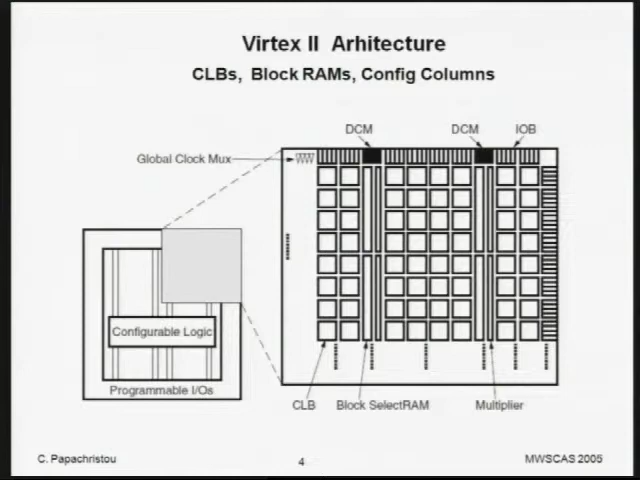 Virtex II Arhitecture
CLBs, Block RAMs, Config Columns
DCM
DCM
IOB
Global Clock Mux
Configurable Logic
Programmable I/Os
CLB
Block SelectRAM
Multiplier
C. Papachristou
4
MWSCAS 2005